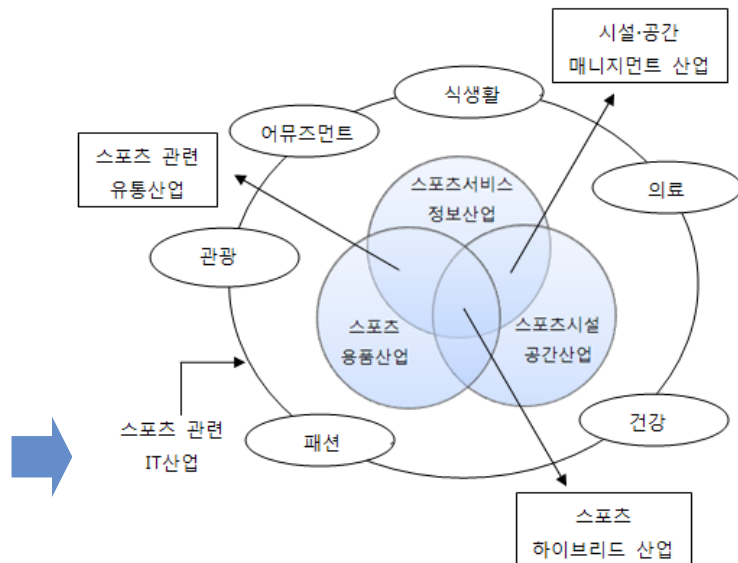 시설·공간
매니지먼트 산업
식생활
어뮤즈먼트
스포츠 관련
유통산업
스포츠서비스
정보산업
의료
관광
스포츠
용품산업
스포츠시설
공간산업
스포츠 관련
IT산업
패션
건강
스포츠
하이브리드 산업